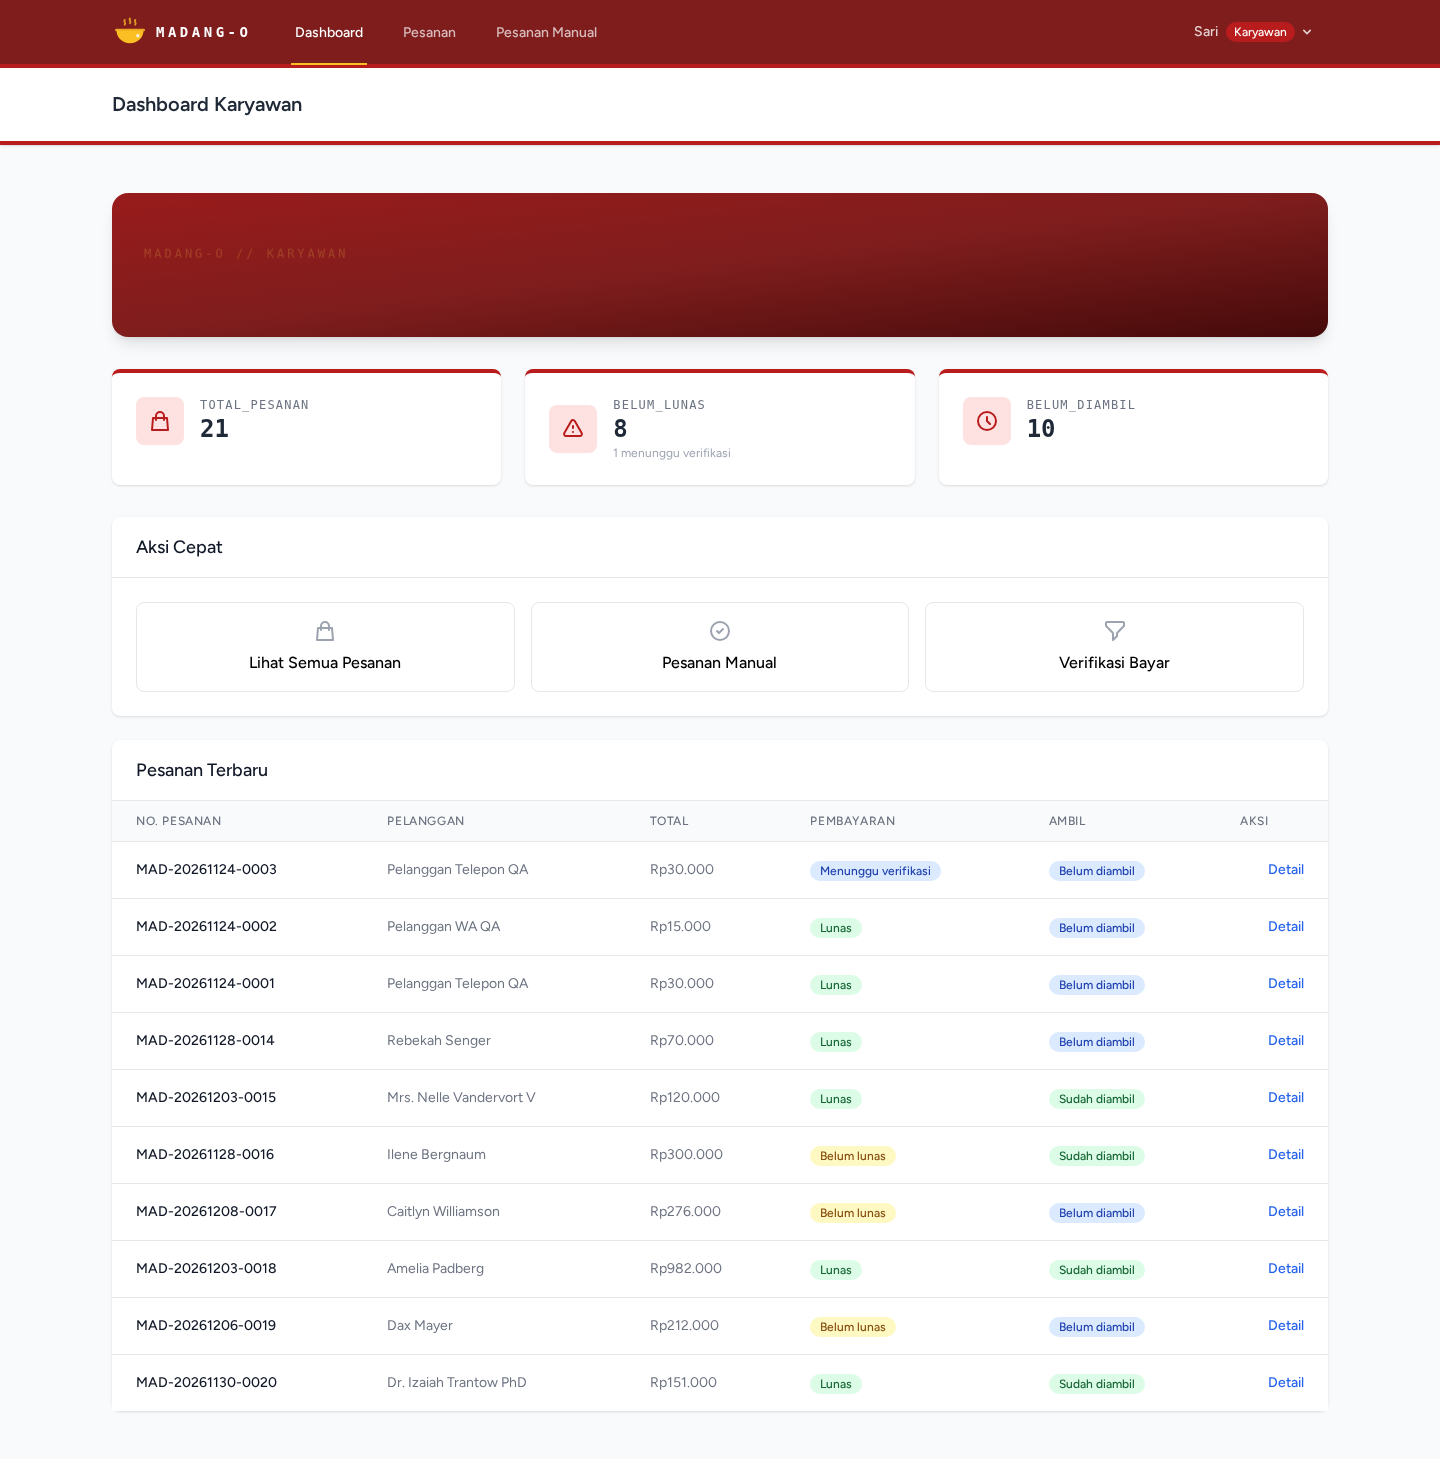 MADANG-O Dashboard Pesanan Pesanan Manual Sari Karyawan
Dashboard Karyawan
MADANG-O // KARYAWAN
TOTAL_PESANAN
21
BELUM_LUNAS
8
1 menunggu verifikasi
BELUM_DIAMBIL
10
Aksi Cepat
Lihat Semua Pesanan
Pesanan Manual
Verifikasi Bayar
Pesanan Terbaru
NO. PESANAN PELANGGAN TOTAL PEMBAYARAN AMBIL AKSI
MAD-20261124-0003 Pelanggan Telepon QA Rp30.000 Menunggu verifikasi Belum diambil Detail
MAD-20261124-0002 Pelanggan WA QA Rp15.000 Lunas Belum diambil Detail
MAD-20261124-0001 Pelanggan Telepon QA Rp30.000 Lunas Belum diambil Detail
MAD-20261128-0014 Rebekah Senger Rp70.000 Lunas Belum diambil Detail
MAD-20261203-0015 Mrs. Nelle Vandervort V Rp120.000 Lunas Sudah diambil Detail
MAD-20261128-0016 Ilene Bergnaum Rp300.000 Belum lunas Sudah diambil Detail
MAD-20261208-0017 Caitlyn Williamson Rp276.000 Belum lunas Belum diambil Detail
MAD-20261203-0018 Amelia Padberg Rp982.000 Lunas Sudah diambil Detail
MAD-20261206-0019 Dax Mayer Rp212.000 Belum lunas Belum diambil Detail
MAD-20261130-0020 Dr. Izaiah Trantow PhD Rp151.000 Lunas Sudah diambil Detail